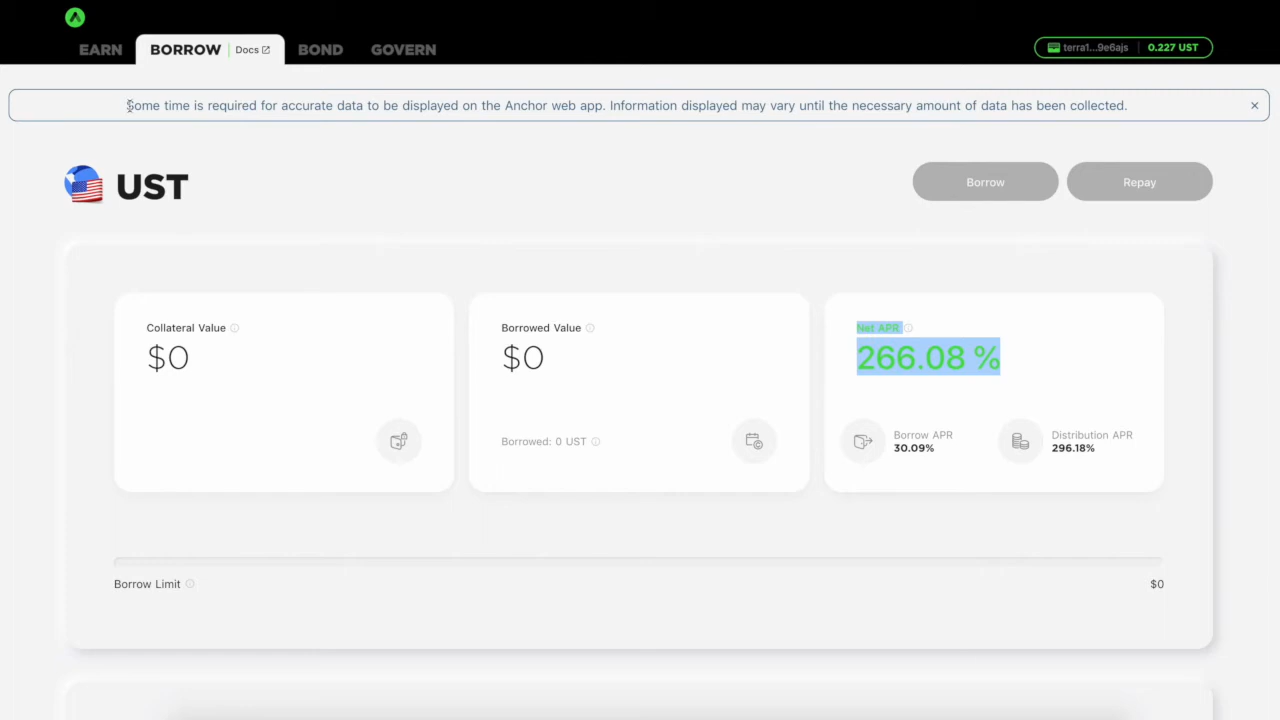 EARN BORROW Docs BOND GOVERN terra1...9e6ajs 0.227 UST
Some time is required for accurate data to be displayed on the Anchor web app. Information displayed may vary until the necessary amount of data has been collected.
UST Borrow Repay
Collateral Value Borrowed Value Net APR
$0 $0 266.08 %
Borrowed: 0 UST Borrow APR Distribution APR
30.09% 296.18%
Borrow Limit $0